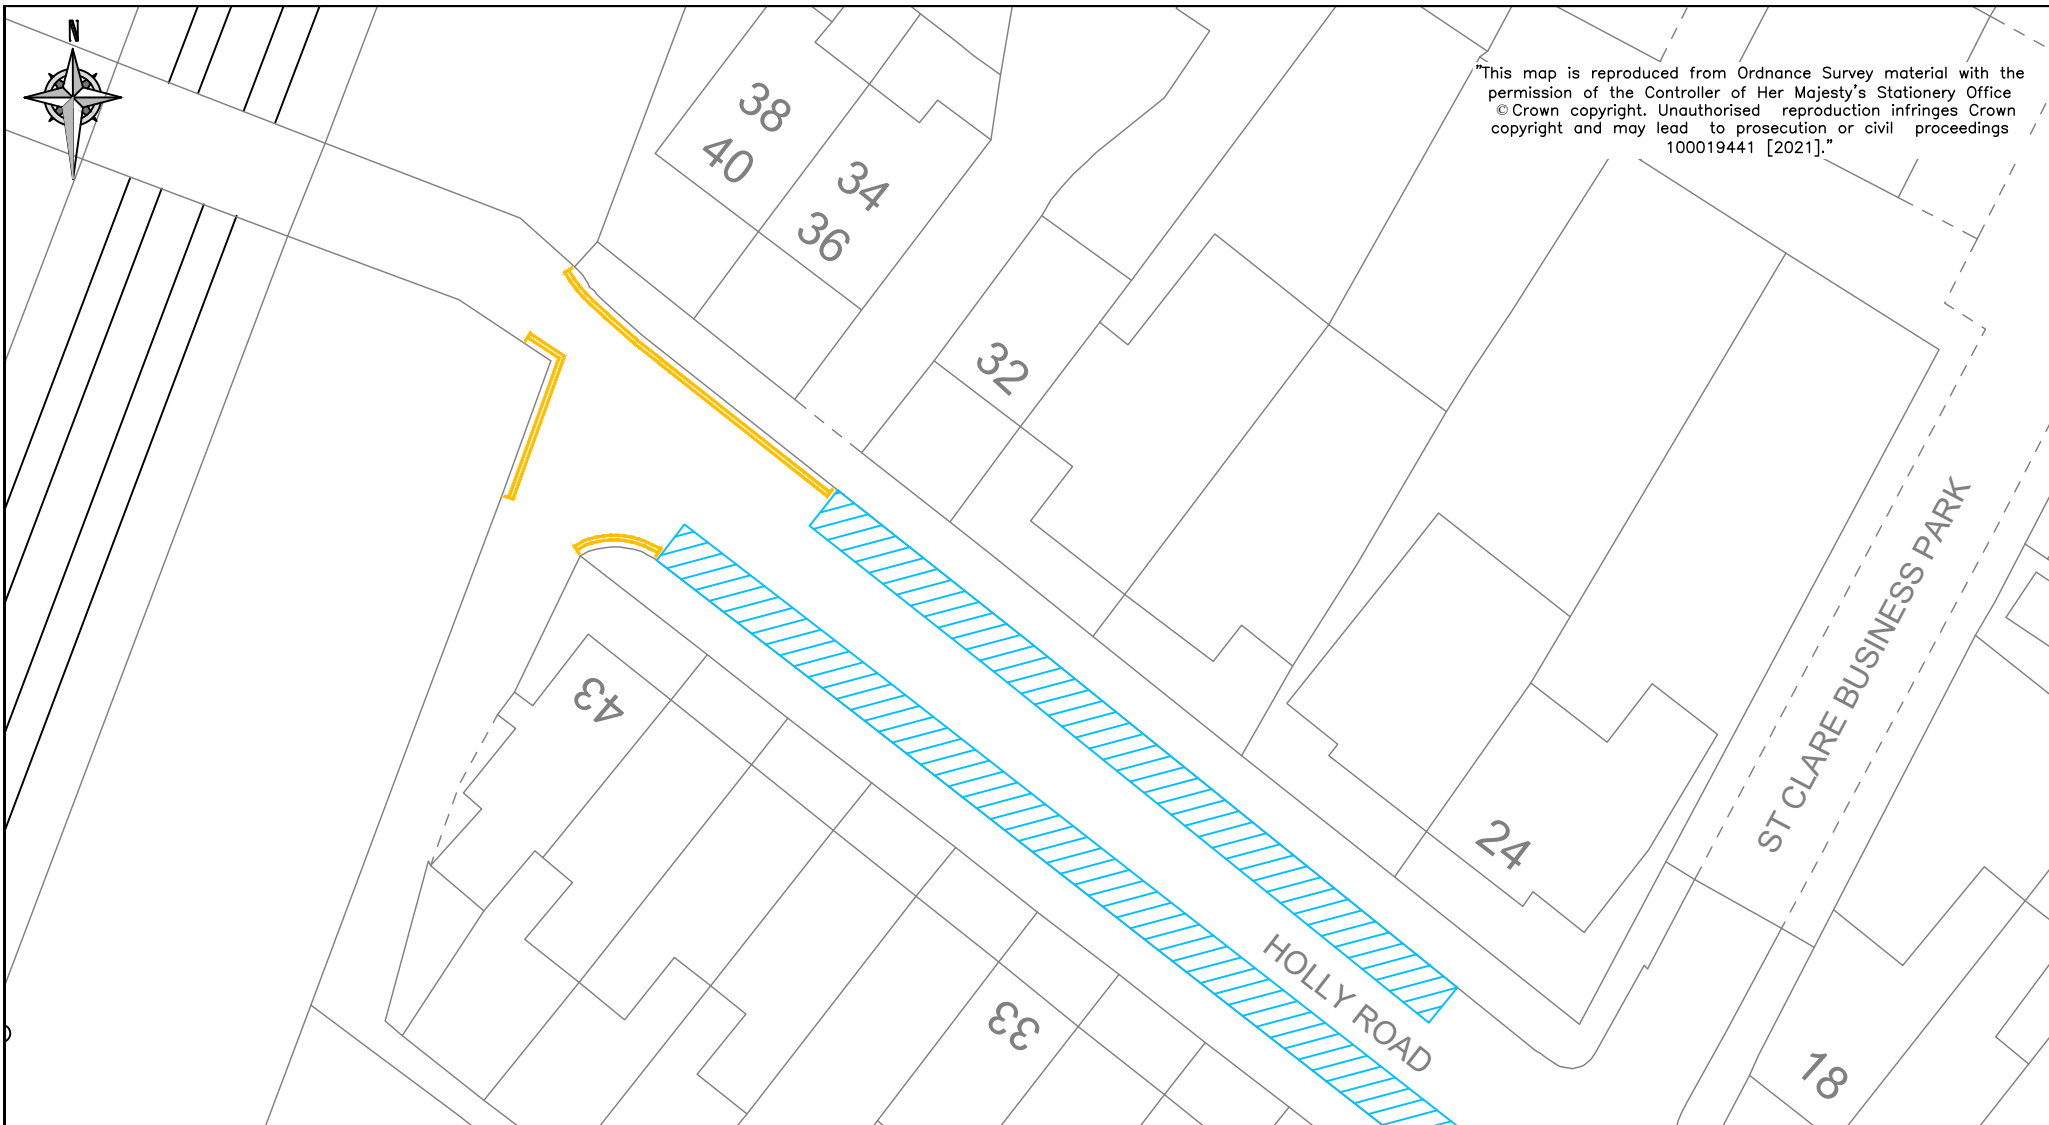 N
"This map is reproduced from Ordnance Survey material with the
permission of the Controller of Her Majesty's Stationery Office
© Crown copyright. Unauthorised reproduction infringes Crown
copyright and may lead to prosecution or civil proceedings
100019441 [2021]."
38
40
34
36
32
43
24
33
18
HOLLY ROAD
ST CLARE BUSINESS PARK